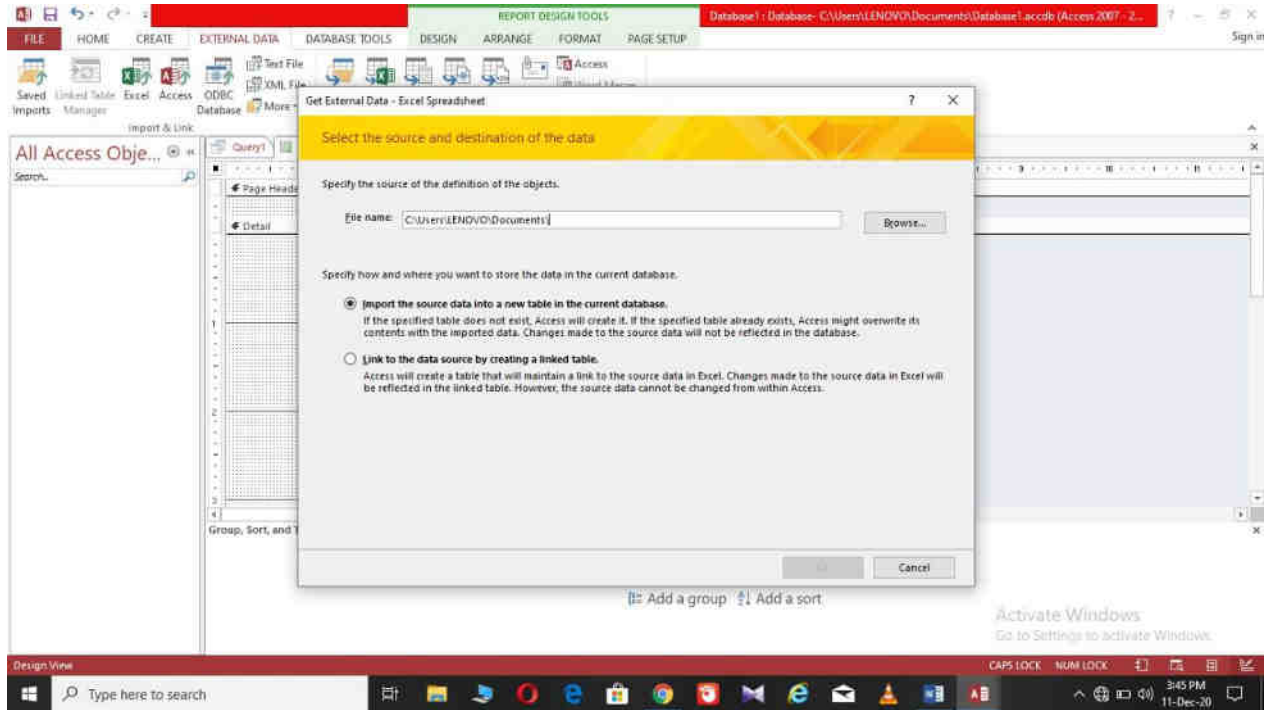 REPORT DESIGN TOOLS
Database1 : Database- C:\Users\LENOVO\Documents\Database1.accdb (Access 2007 - 2...
? – ✕
FILE HOME CREATE EXTERNAL DATA DATABASE TOOLS DESIGN ARRANGE FORMAT PAGE SETUP
Sign in
Saved Imports
Linked Table Manager
Excel
Access
ODBC Database
Text File
XML File
More
Access
Import & Link
Get External Data - Excel Spreadsheet
? ✕
Select the source and destination of the data
Specify the source of the definition of the objects.
File name: C:\Users\LENOVO\Documents\
Browse...
Specify how and where you want to store the data in the current database.
Import the source data into a new table in the current database.
If the specified table does not exist, Access will create it. If the specified table already exists, Access might overwrite its
contents with the imported data. Changes made to the source data will not be reflected in the database.
Link to the data source by creating a linked table.
Access will create a table that will maintain a link to the source data in Excel. Changes made to the source data in Excel will
be reflected in the linked table. However, the source data cannot be changed from within Access.
Cancel
All Access Obje...
Search..
Query1
Page Heade
Detail
1
2
3
9 10 11
Group, Sort, and T
Add a group
Add a sort
Activate Windows
Go to Settings to activate Windows.
Design View
CAPS LOCK NUM LOCK
Type here to search
3:45 PM
11-Dec-20